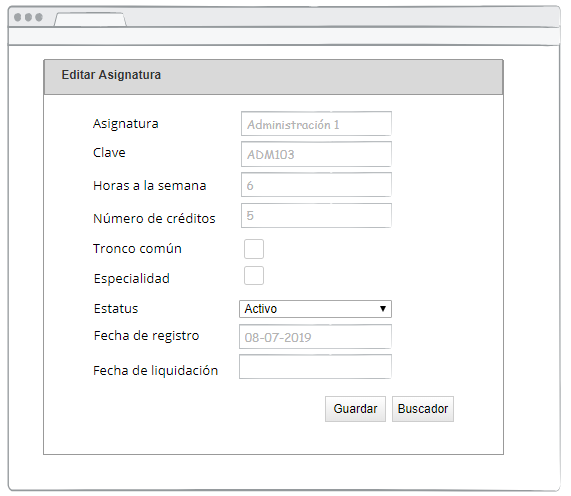 Editar Asignatura
Asignatura Administración 1
Clave ADM103
Horas a la semana 6
Número de créditos 5
Tronco común
Especialidad
Estatus Activo
Fecha de registro 08-07-2019
Fecha de liquidación
Guardar Buscador